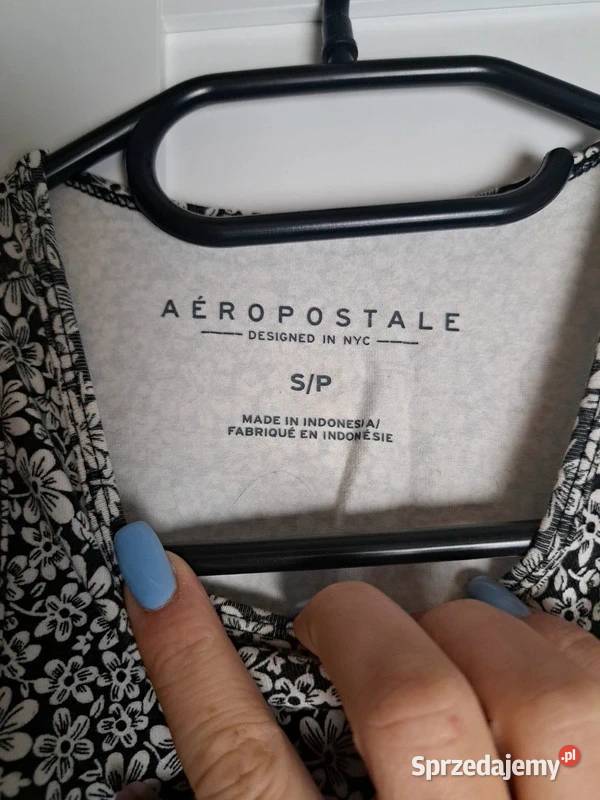 AÉROPOSTALE
DESIGNED IN NYC
S/P
MADE IN INDONESIA/
FABRIQUÉ EN INDONÉSIE
Sprzedajemy.pl